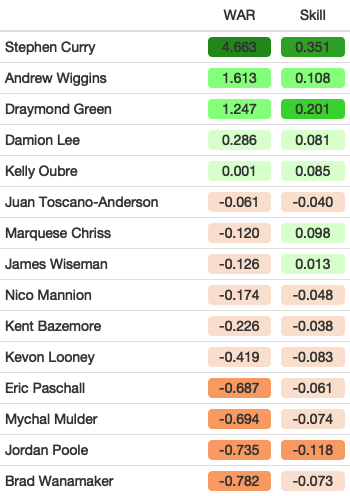 WAR Skill
Stephen Curry 4.663 0.351
Andrew Wiggins 1.613 0.108
Draymond Green 1.247 0.201
Damion Lee 0.286 0.081
Kelly Oubre 0.001 0.085
Juan Toscano-Anderson -0.061 -0.040
Marquese Chriss -0.120 0.098
James Wiseman -0.126 0.013
Nico Mannion -0.174 -0.048
Kent Bazemore -0.226 -0.038
Kevon Looney -0.419 -0.083
Eric Paschall -0.687 -0.061
Mychal Mulder -0.694 -0.074
Jordan Poole -0.735 -0.118
Brad Wanamaker -0.782 -0.073